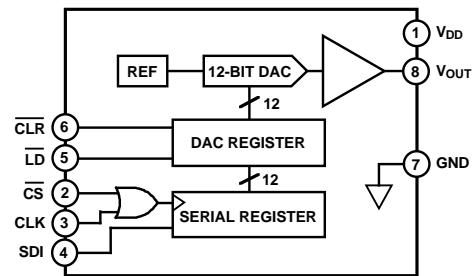 1 VDD
REF 12-BIT DAC 8 VOUT
12
CLR 6
DAC REGISTER
LD 5
7 GND
12
CS 2
CLK 3 SERIAL REGISTER
SDI 4